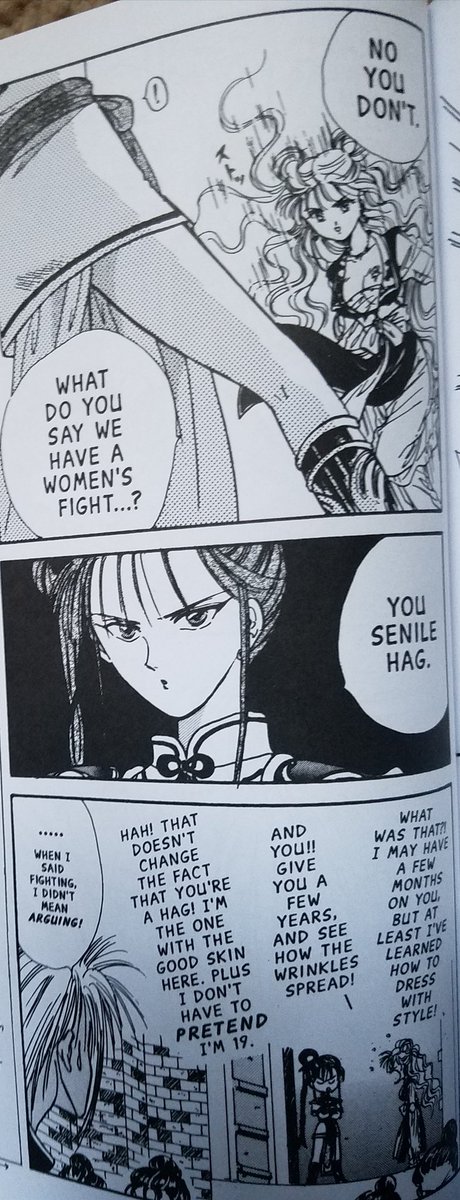 NO
YOU
DON'T.
!
WHAT
DO YOU
SAY WE
HAVE A
WOMEN'S
FIGHT...?
YOU
SENILE
HAG.
WHAT
WAS THAT?!
I MAY HAVE
A FEW
MONTHS
ON YOU,
BUT AT
LEAST I'VE
LEARNED
HOW TO
DRESS
WITH
STYLE!
AND
YOU!!
GIVE
YOU A
FEW
YEARS,
AND SEE
HOW THE
WRINKLES
SPREAD!
HAH! THAT
DOESN'T
CHANGE
THE FACT
THAT YOU'RE
A HAG! I'M
THE ONE
WITH THE
GOOD SKIN
HERE. PLUS
I DON'T
HAVE TO
PRETEND
I'M 19.
.....
WHEN I
SAID
FIGHTING,
I DIDN'T
MEAN
ARGUING!